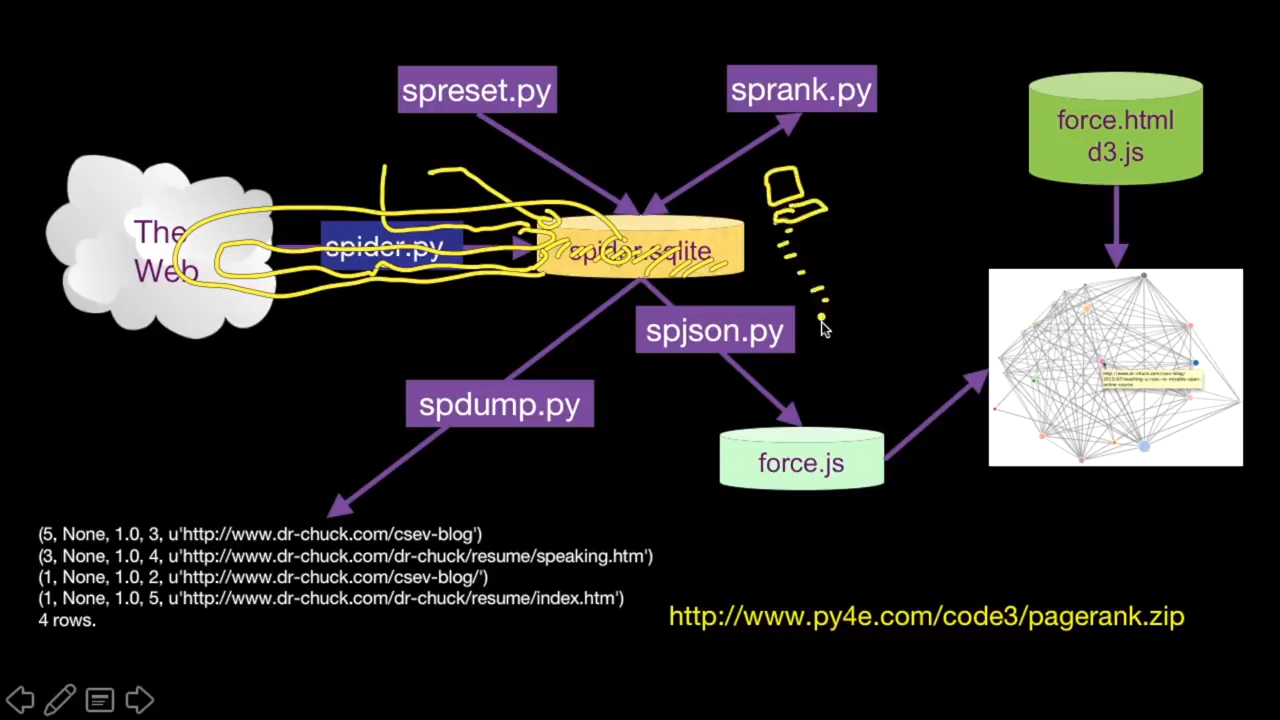 spreset.py
sprank.py
force.html
d3.js
The
Web
spider.py
spider.sqlite
spjson.py
spdump.py
force.js
(5, None, 1.0, 3, u'http://www.dr-chuck.com/csev-blog')
(3, None, 1.0, 4, u'http://www.dr-chuck.com/dr-chuck/resume/speaking.htm')
(1, None, 1.0, 2, u'http://www.dr-chuck.com/csev-blog/')
(1, None, 1.0, 5, u'http://www.dr-chuck.com/dr-chuck/resume/index.htm')
4 rows.
http://www.py4e.com/code3/pagerank.zip